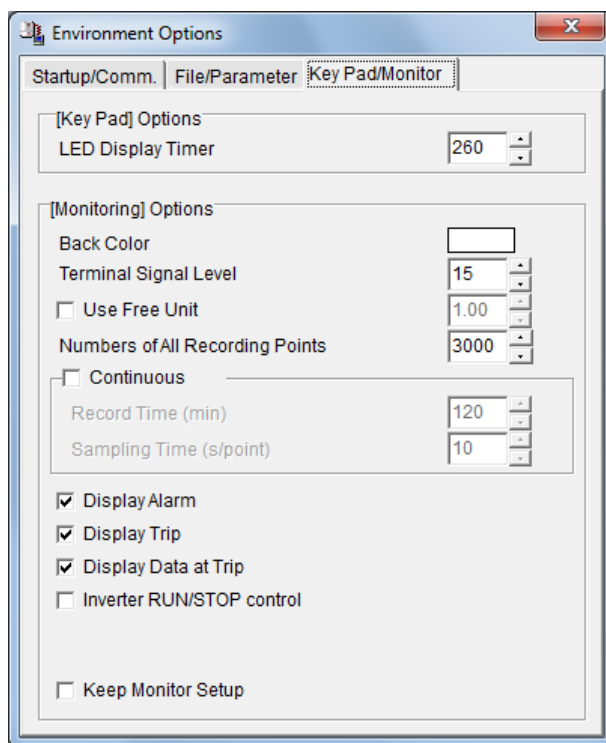 Environment Options
Startup/Comm. File/Parameter Key Pad/Monitor
[Key Pad] Options
LED Display Timer 260
[Monitoring] Options
Back Color
Terminal Signal Level 15
Use Free Unit 1.00
Numbers of All Recording Points 3000
Continuous
Record Time (min) 120
Sampling Time (s/point) 10
Display Alarm
Display Trip
Display Data at Trip
Inverter RUN/STOP control
Keep Monitor Setup